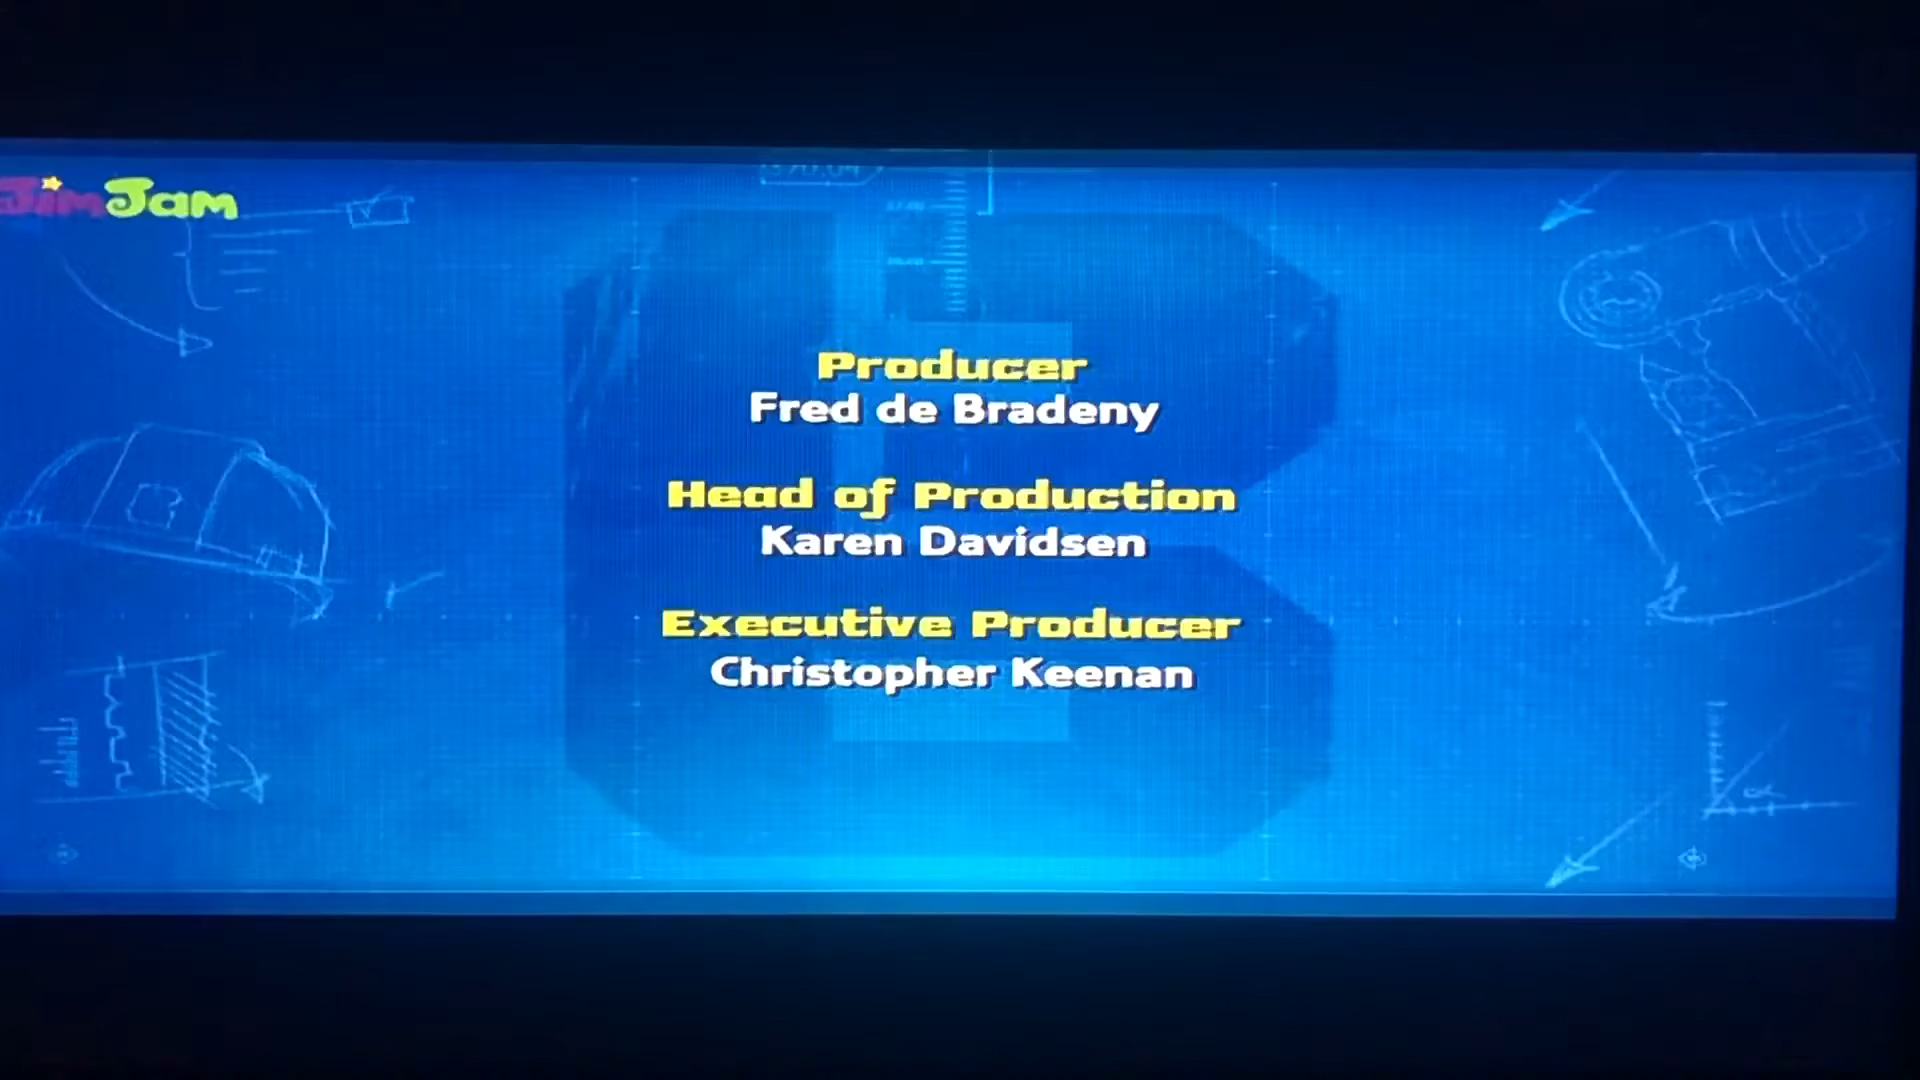 JimJam
Producer
Fred de Bradeny
Head of Production
Karen Davidsen
Executive Producer
Christopher Keenan